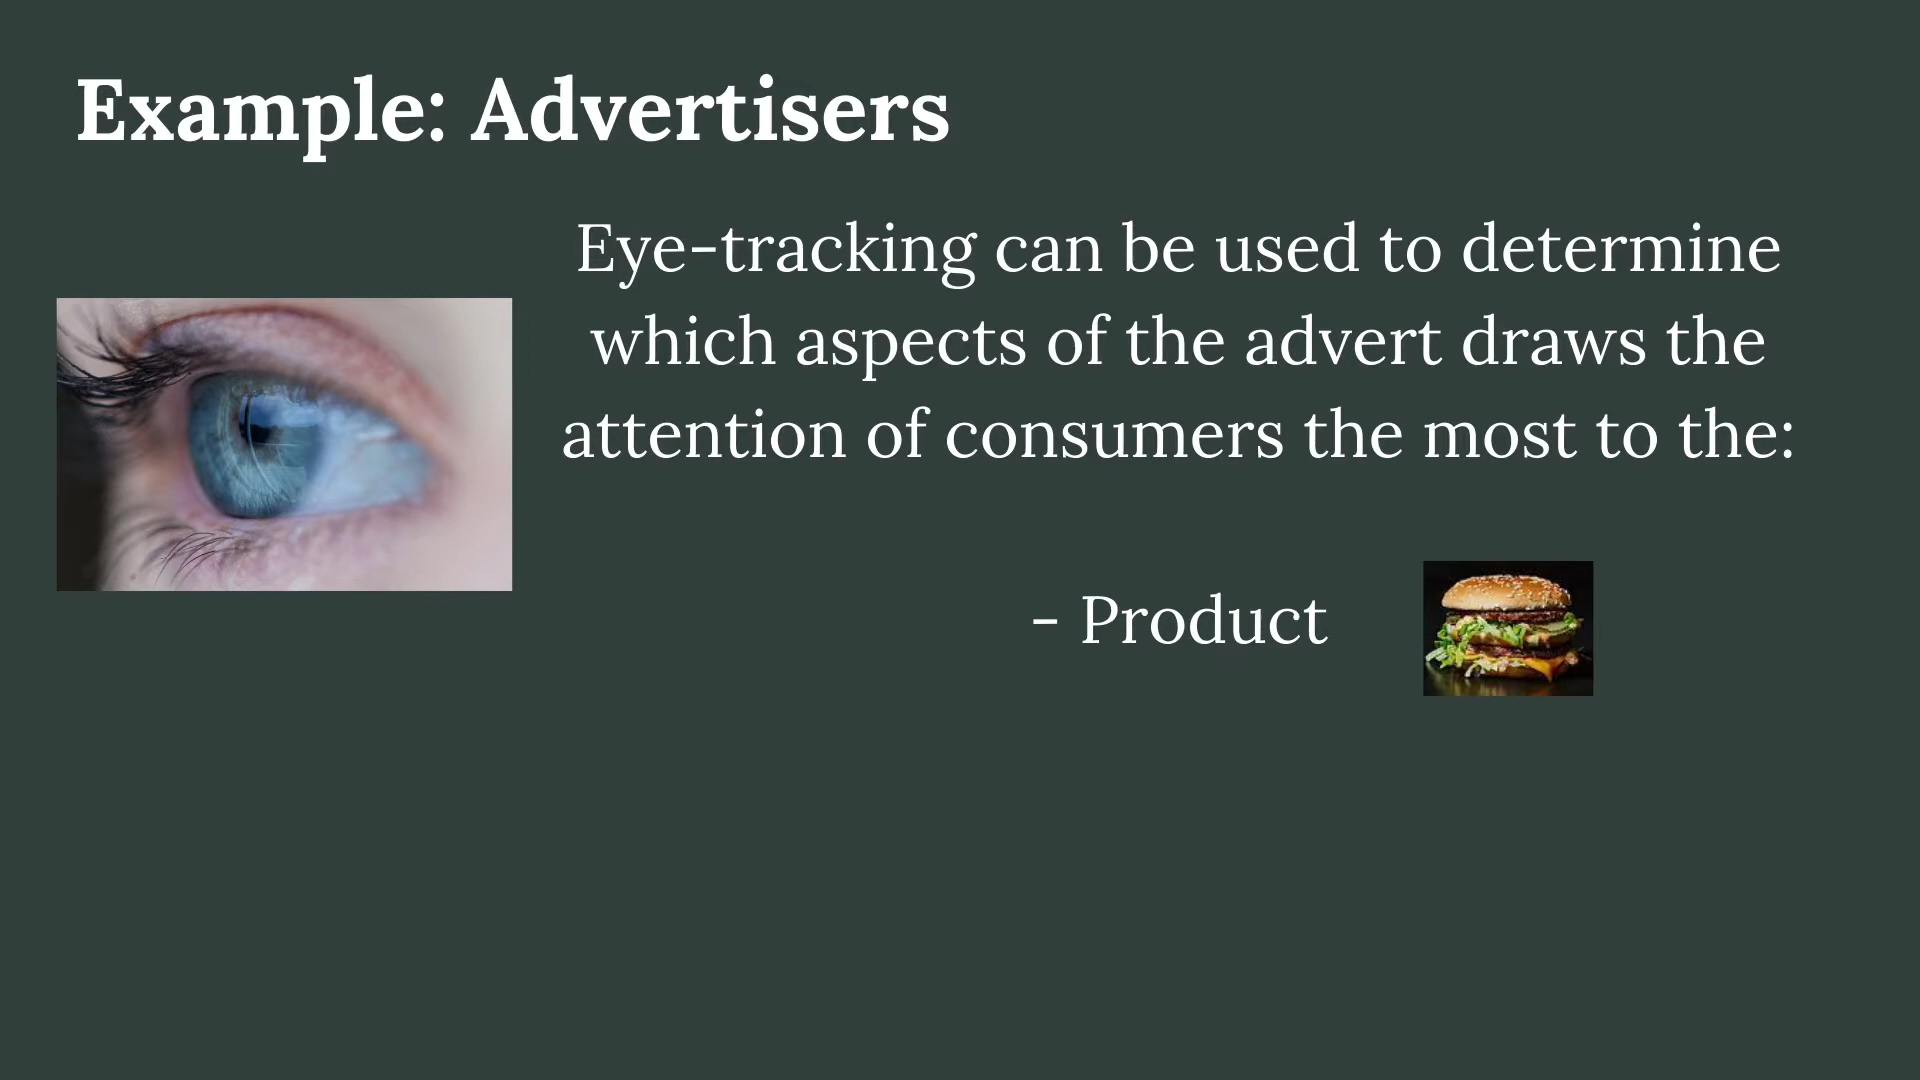 Example: Advertisers
Eye-tracking can be used to determine
which aspects of the advert draws the
attention of consumers the most to the:
- Product